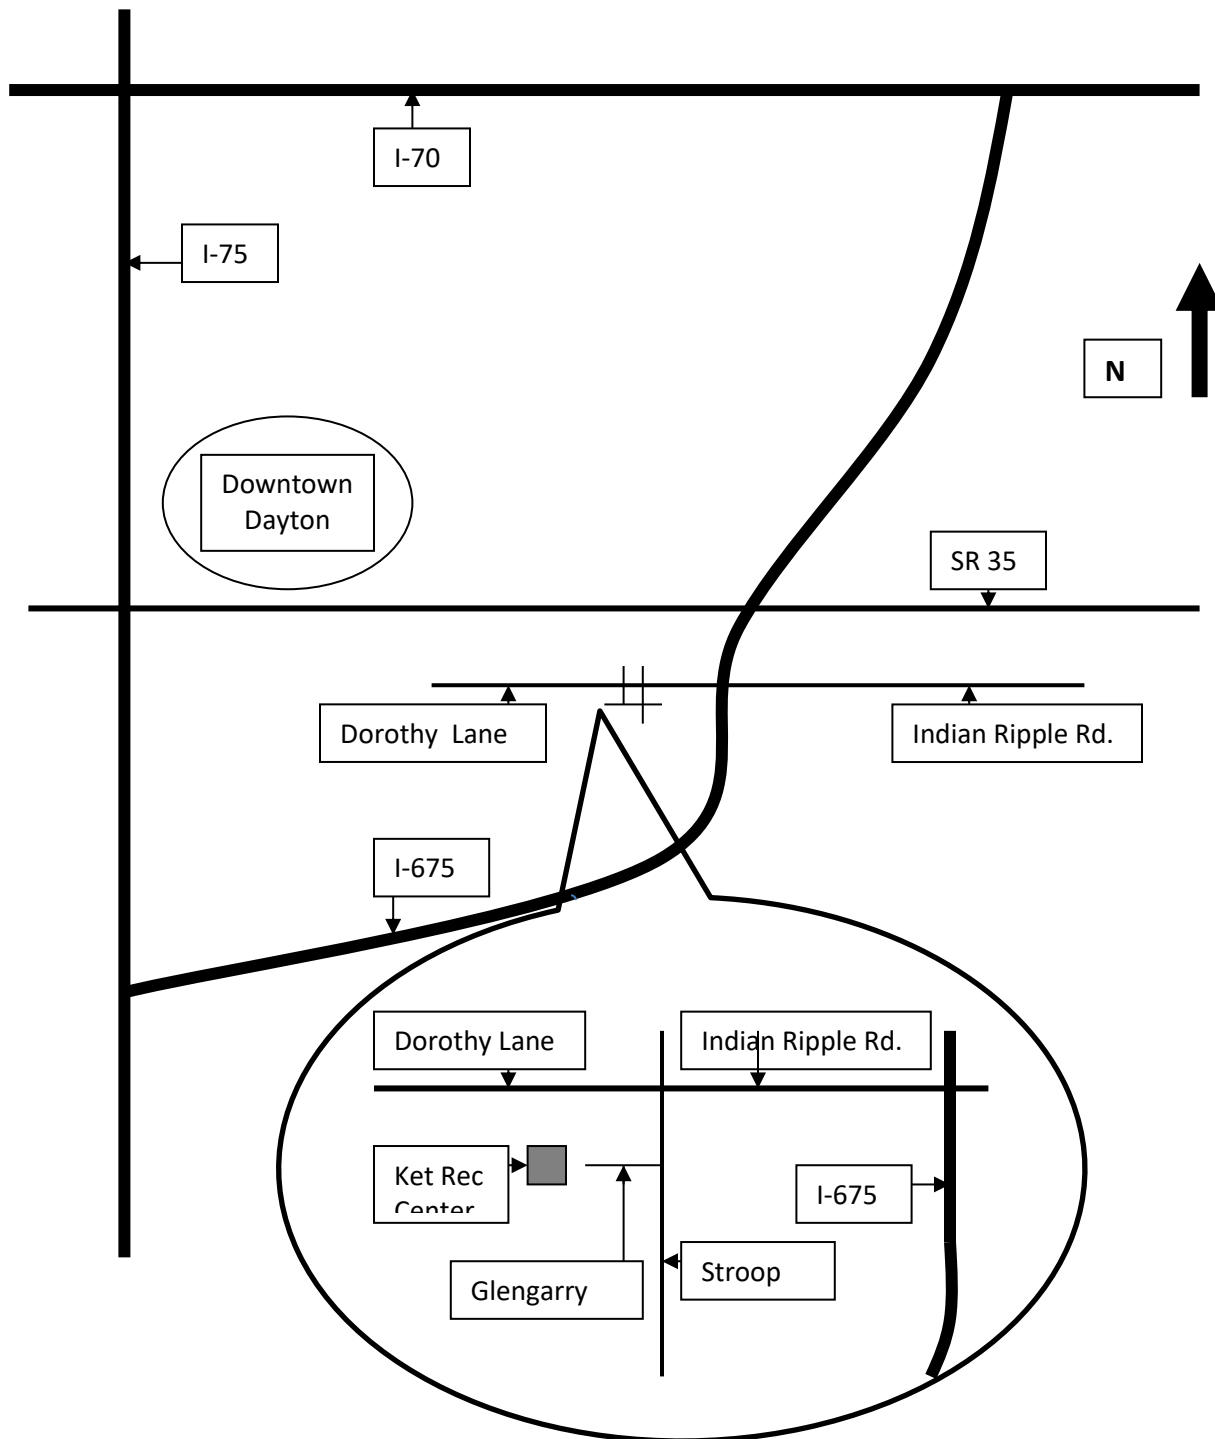 I-70
I-75
N
Downtown
Dayton
SR 35
Dorothy  Lane
Indian Ripple Rd.
I-675
Dorothy Lane
Indian Ripple Rd.
Ket Rec
Center
I-675
Stroop
Glengarry